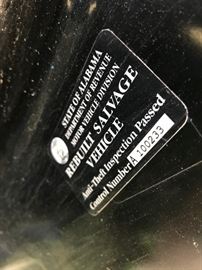 STATE OF ALABAMA
DEPARTMENT OF REVENUE
MOTOR VEHICLE DIVISION
REBUILT SALVAGE
VEHICLE
Anti-Theft Inspection Passed
Control Number A 100233